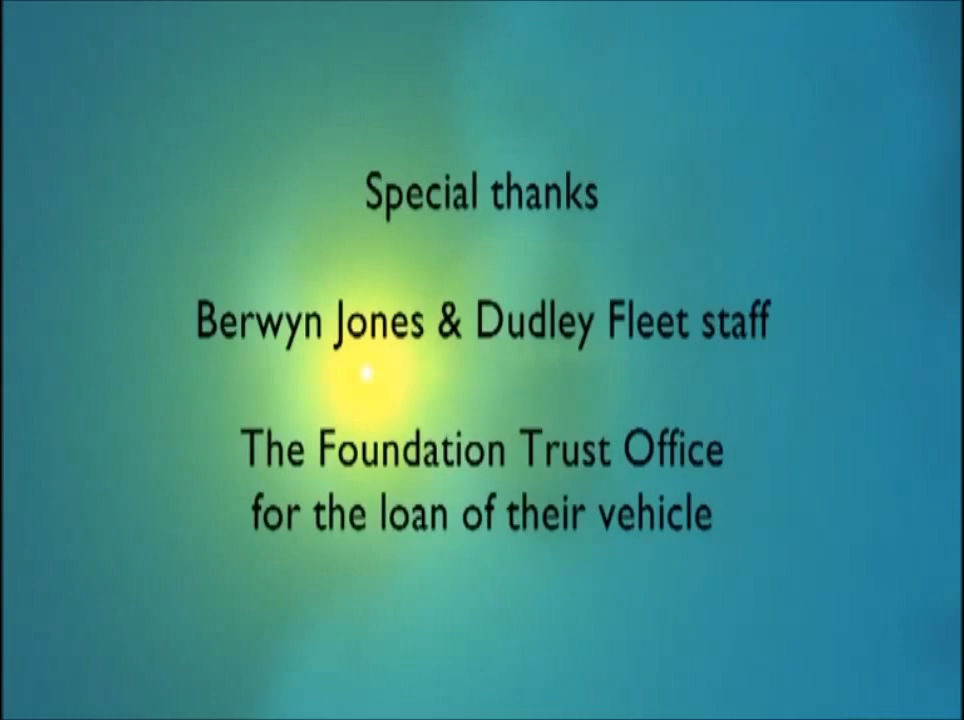 Special thanks
Berwyn Jones & Dudley Fleet staff
The Foundation Trust Office
for the loan of their vehicle